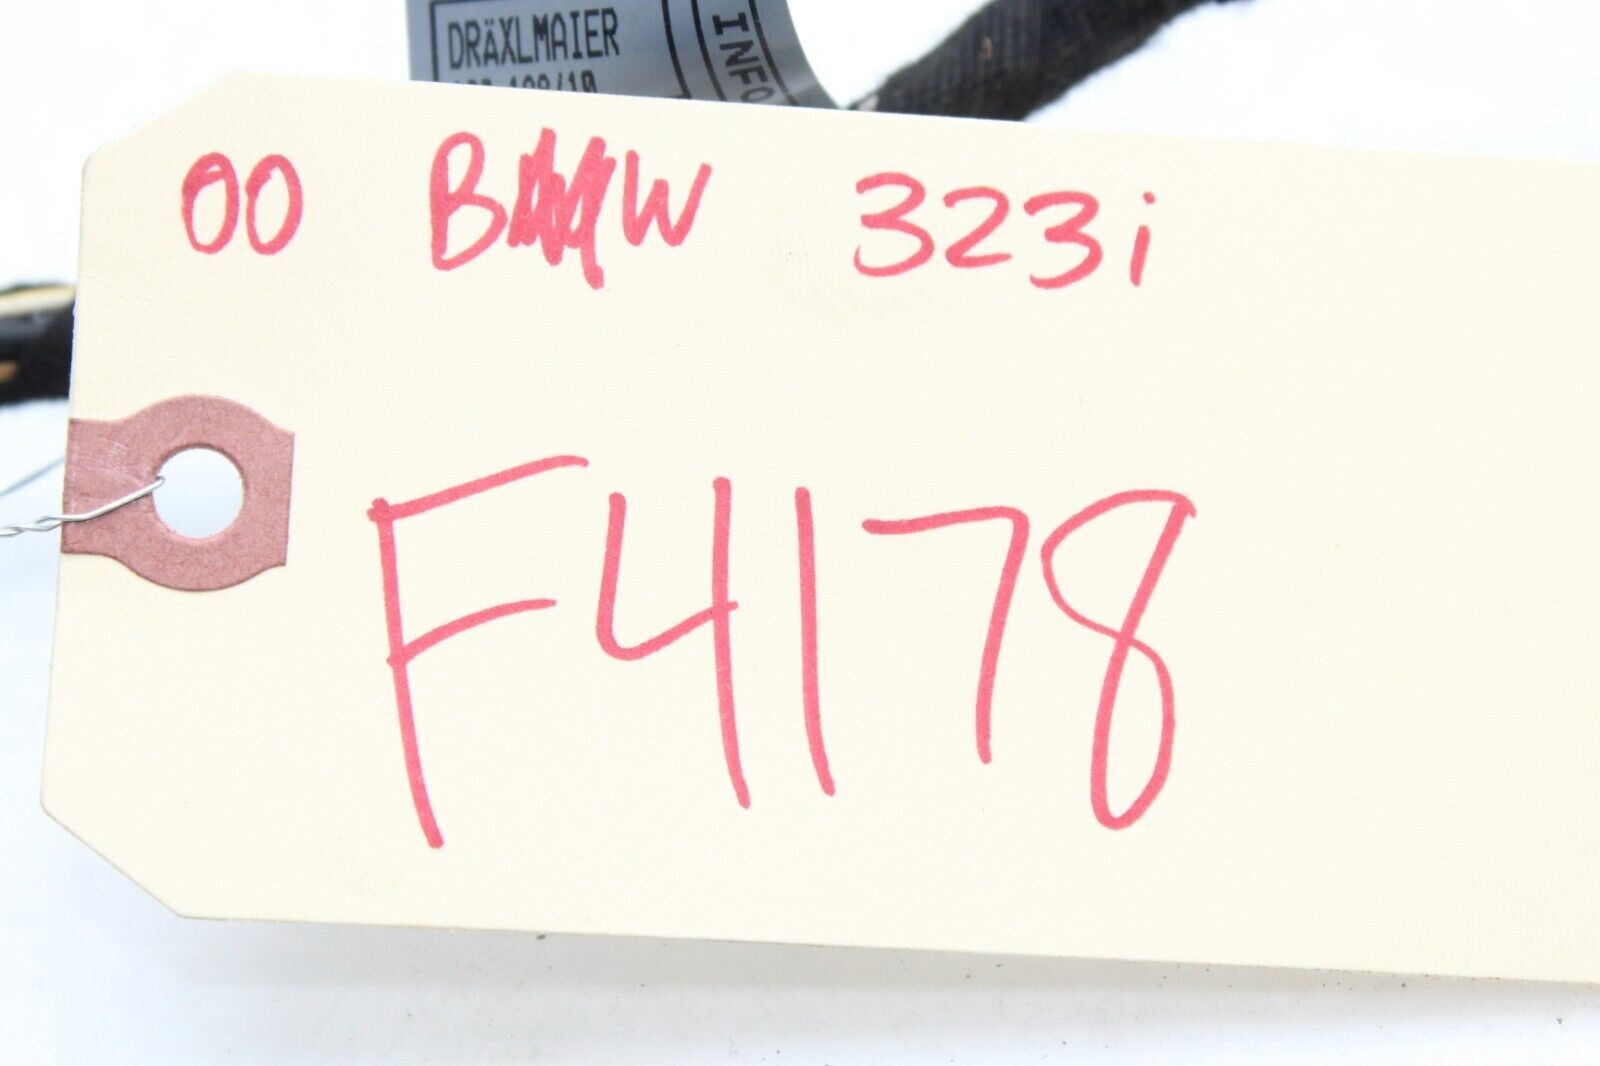 DRÄXLMAIER
INFO
00 BMW 323i
F4178